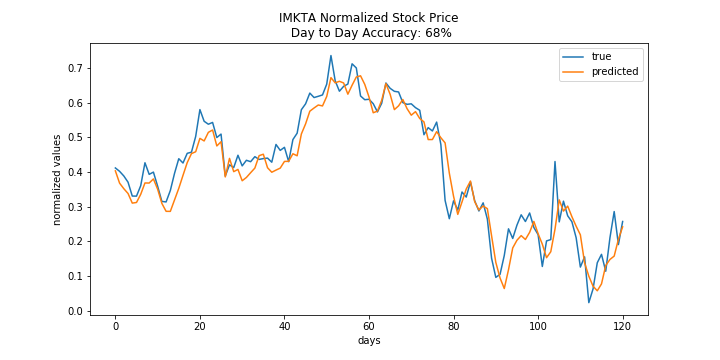 IMKTA Normalized Stock Price
Day to Day Accuracy: 68%
true
predicted
normalized values
0.7
0.6
0.5
0.4
0.3
0.2
0.1
0.0
0 20 40 60 80 100 120
days